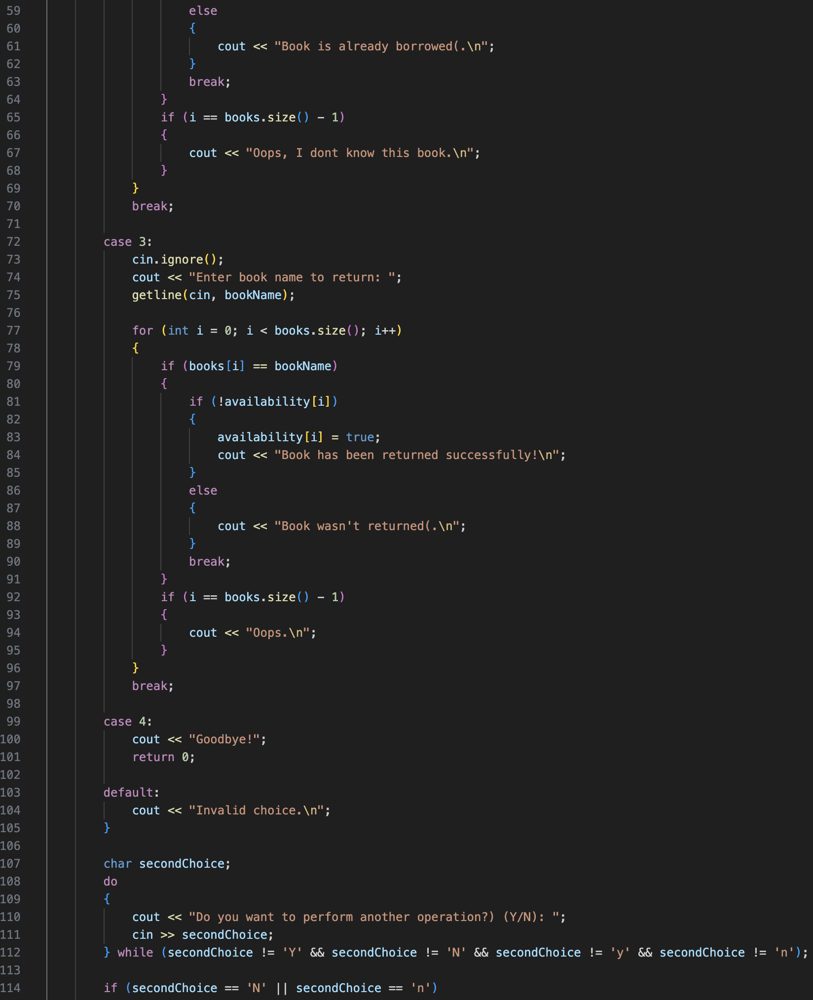 59 else
60 {
61 cout << "Book is already borrowed(.\n";
62 }
63 break;
64 }
65 if (i == books.size() - 1)
66 {
67 cout << "Oops, I dont know this book.\n";
68 }
69 }
70 break;
71
72 case 3:
73 cin.ignore();
74 cout << "Enter book name to return: ";
75 getline(cin, bookName);
76
77 for (int i = 0; i < books.size(); i++)
78 {
79 if (books[i] == bookName)
80 {
81 if (!availability[i])
82 {
83 availability[i] = true;
84 cout << "Book has been returned successfully!\n";
85 }
86 else
87 {
88 cout << "Book wasn't returned(.\n";
89 }
90 break;
91 }
92 if (i == books.size() - 1)
93 {
94 cout << "Oops.\n";
95 }
96 }
97 break;
98
99 case 4:
100 cout << "Goodbye!";
101 return 0;
102
103 default:
104 cout << "Invalid choice.\n";
105 }
106
107 char secondChoice;
108 do
109 {
110 cout << "Do you want to perform another operation?) (Y/N): ";
111 cin >> secondChoice;
112 } while (secondChoice != 'Y' && secondChoice != 'N' && secondChoice != 'y' && secondChoice != 'n');
113
114 if (secondChoice == 'N' || secondChoice == 'n')